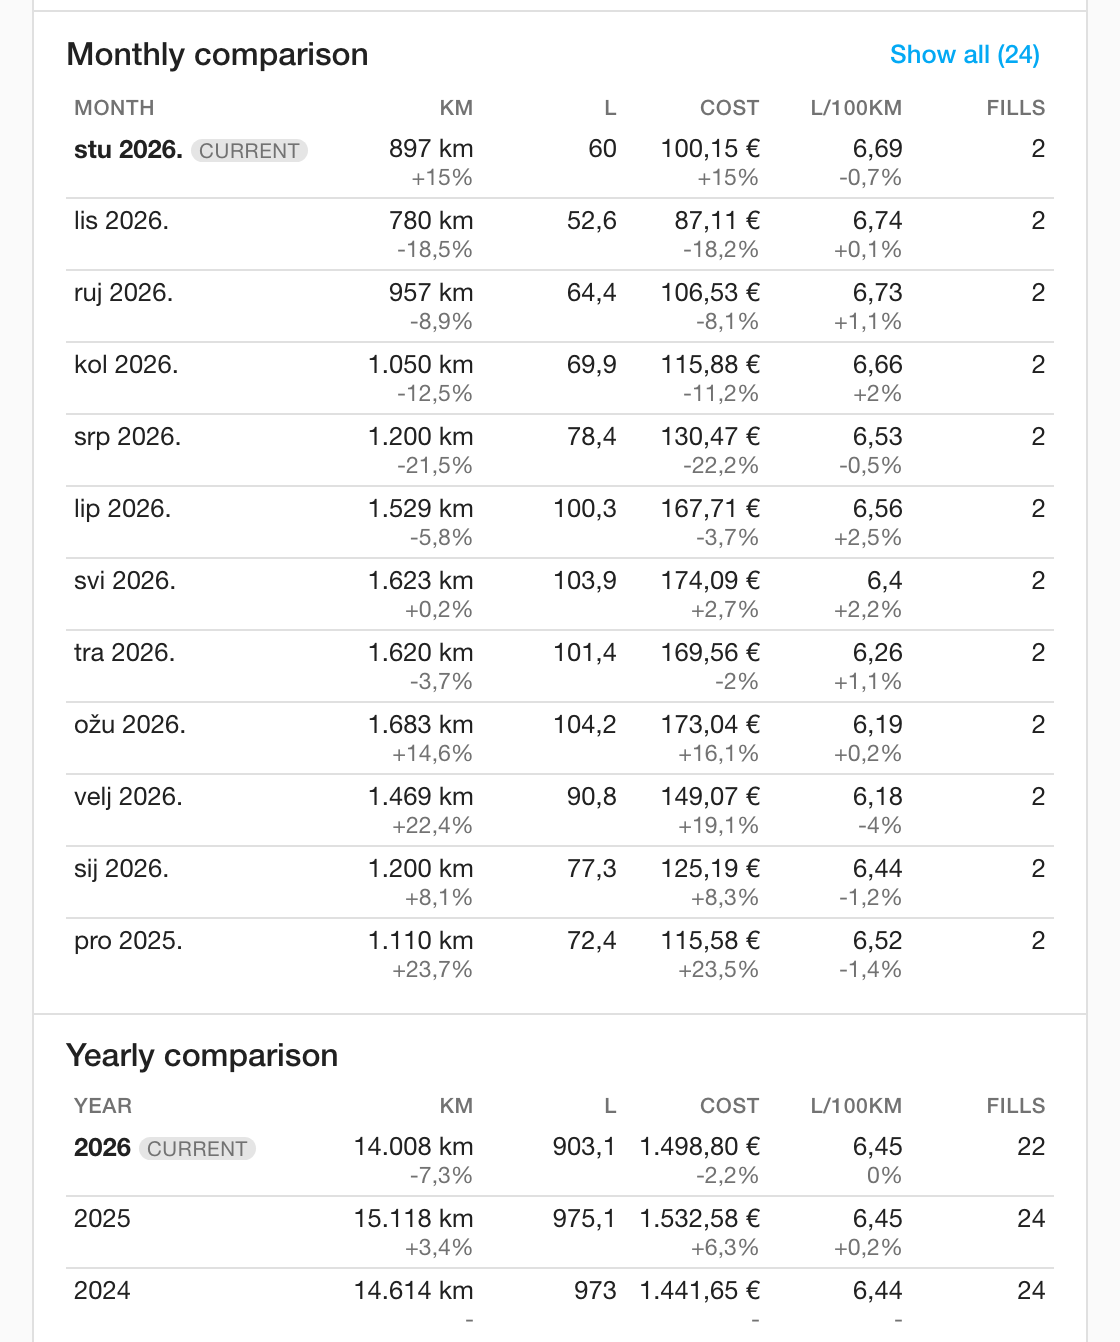 Monthly comparison Show all (24)
MONTH KM L COST L/100KM FILLS
stu 2026. CURRENT 897 km 60 100,15 € 6,69 2
+15% +15% -0,7%
lis 2026. 780 km 52,6 87,11 € 6,74 2
-18,5% -18,2% +0,1%
ruj 2026. 957 km 64,4 106,53 € 6,73 2
-8,9% -8,1% +1,1%
kol 2026. 1.050 km 69,9 115,88 € 6,66 2
-12,5% -11,2% +2%
srp 2026. 1.200 km 78,4 130,47 € 6,53 2
-21,5% -22,2% -0,5%
lip 2026. 1.529 km 100,3 167,71 € 6,56 2
-5,8% -3,7% +2,5%
svi 2026. 1.623 km 103,9 174,09 € 6,4 2
+0,2% +2,7% +2,2%
tra 2026. 1.620 km 101,4 169,56 € 6,26 2
-3,7% -2% +1,1%
ožu 2026. 1.683 km 104,2 173,04 € 6,19 2
+14,6% +16,1% +0,2%
velj 2026. 1.469 km 90,8 149,07 € 6,18 2
+22,4% +19,1% -4%
sij 2026. 1.200 km 77,3 125,19 € 6,44 2
+8,1% +8,3% -1,2%
pro 2025. 1.110 km 72,4 115,58 € 6,52 2
+23,7% +23,5% -1,4%
Yearly comparison
YEAR KM L COST L/100KM FILLS
2026 CURRENT 14.008 km 903,1 1.498,80 € 6,45 22
-7,3% -2,2% 0%
2025 15.118 km 975,1 1.532,58 € 6,45 24
+3,4% +6,3% +0,2%
2024 14.614 km 973 1.441,65 € 6,44 24
- - -